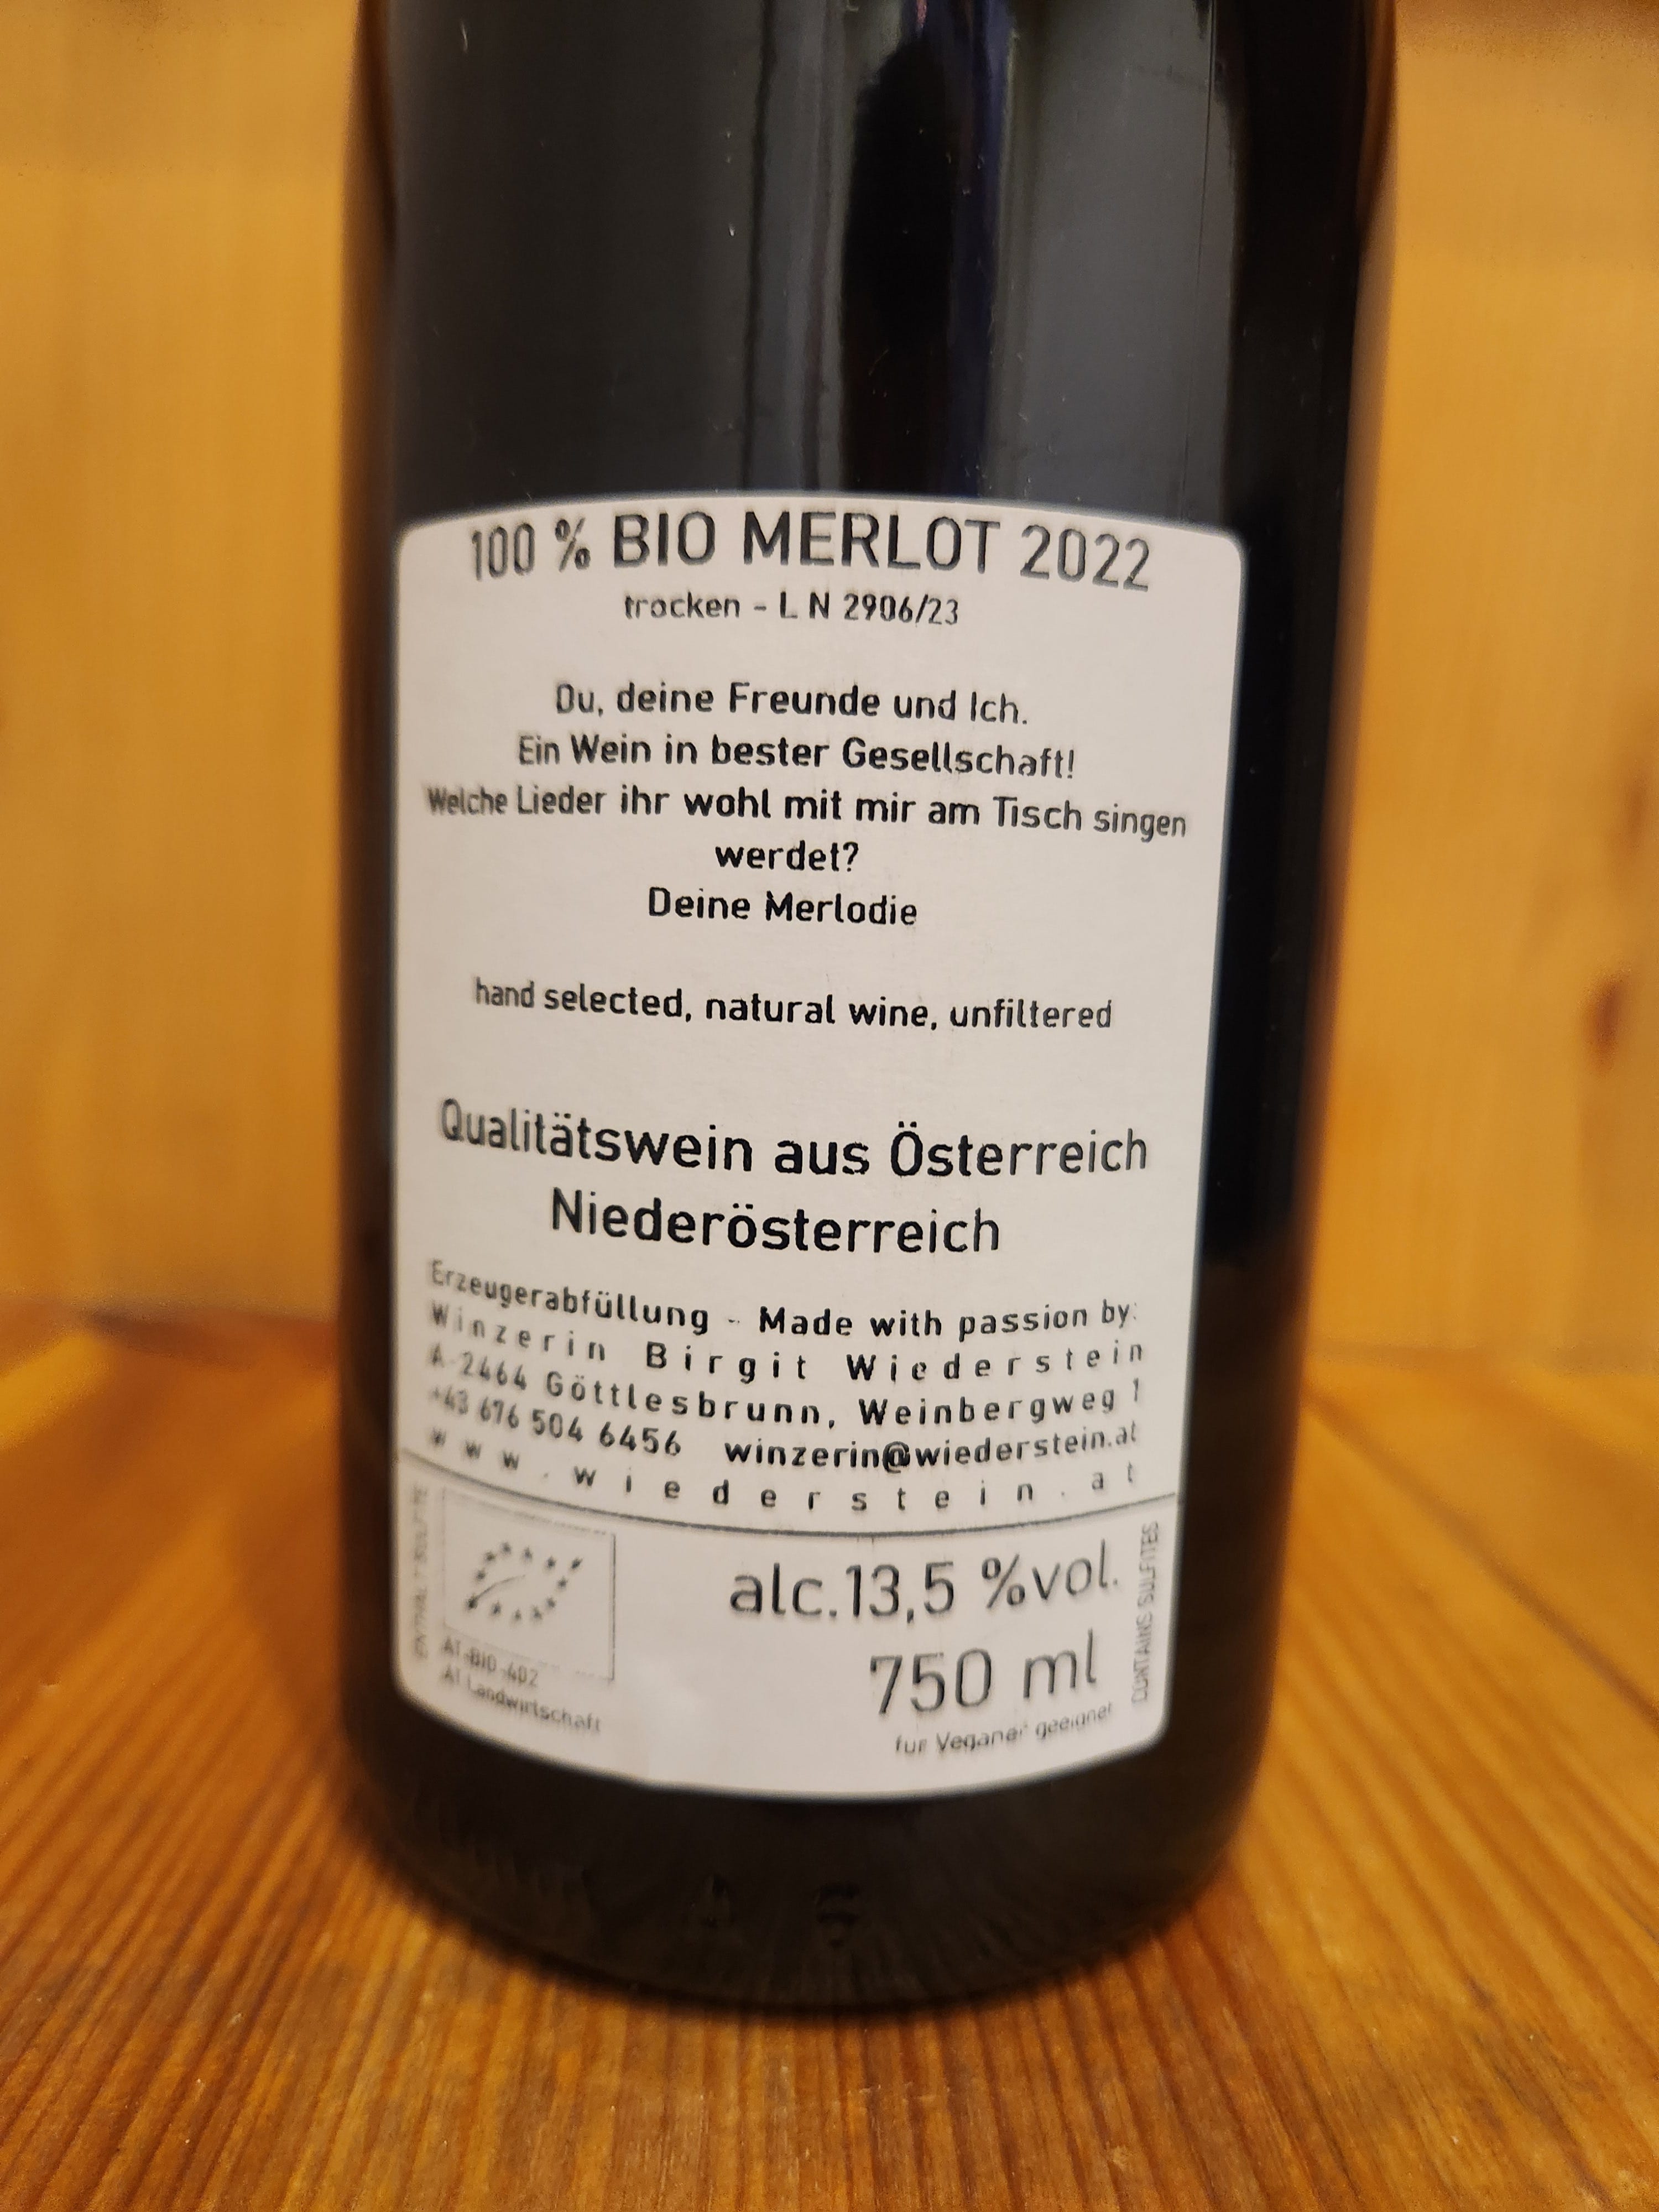 100 % BIO MERLOT 2022
trocken - L N 2906/23
Du, deine Freunde und Ich.
Ein Wein in bester Gesellschaft!
Welche Lieder ihr wohl mit mir am Tisch singen
werdet?
Deine Merlodie
hand selected, natural wine, unfiltered
Qualitätswein aus Österreich
Niederösterreich
Erzeugerabfüllung - Made with passion by:
Winzerin Birgit Wiederstein
A-2464 Göttlesbrunn, Weinbergweg 1
+43 676 504 6456 winzerin@wiederstein.at
www.wiederstein.at
ENTHÄLT SULFITE
AT-BIO-402
AT Landwirtschaft
alc.13,5 %vol.
750 ml
für Veganer geeignet
CONTAINS SULFITES